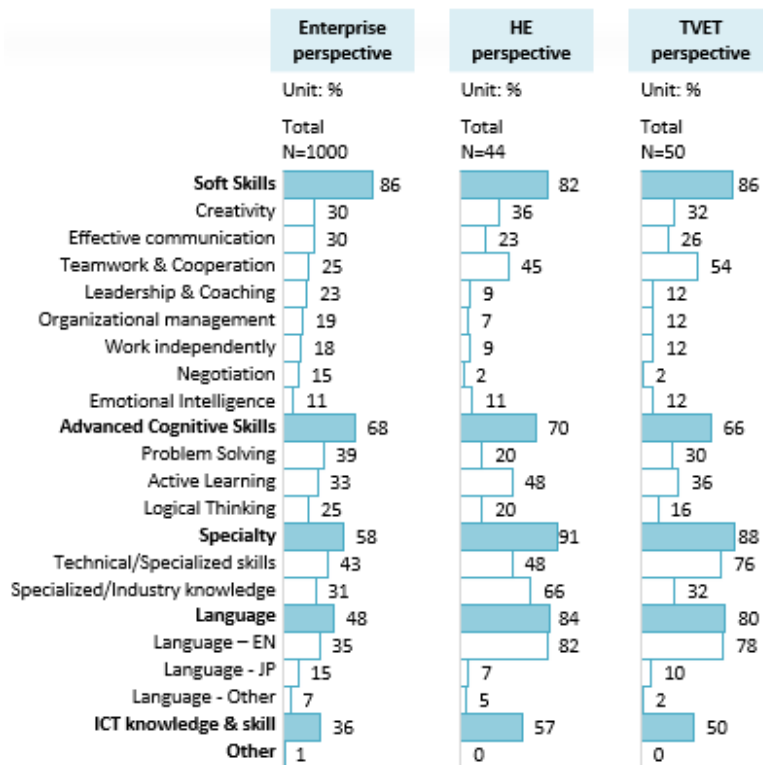 Enterprise perspective HE perspective TVET perspective
Unit: % Unit: % Unit: %
Total Total Total
N=1000 N=44 N=50
Soft Skills 86 82 86
Creativity 30 36 32
Effective communication 30 23 26
Teamwork & Cooperation 25 45 54
Leadership & Coaching 23 9 12
Organizational management 19 7 12
Work independently 18 9 12
Negotiation 15 2 2
Emotional Intelligence 11 11 12
Advanced Cognitive Skills 68 70 66
Problem Solving 39 20 30
Active Learning 33 48 36
Logical Thinking 25 20 16
Specialty 58 91 88
Technical/Specialized skills 43 48 76
Specialized/Industry knowledge 31 66 32
Language 48 84 80
Language – EN 35 82 78
Language - JP 15 7 10
Language - Other 7 5 2
ICT knowledge & skill 36 57 50
Other 1 0 0